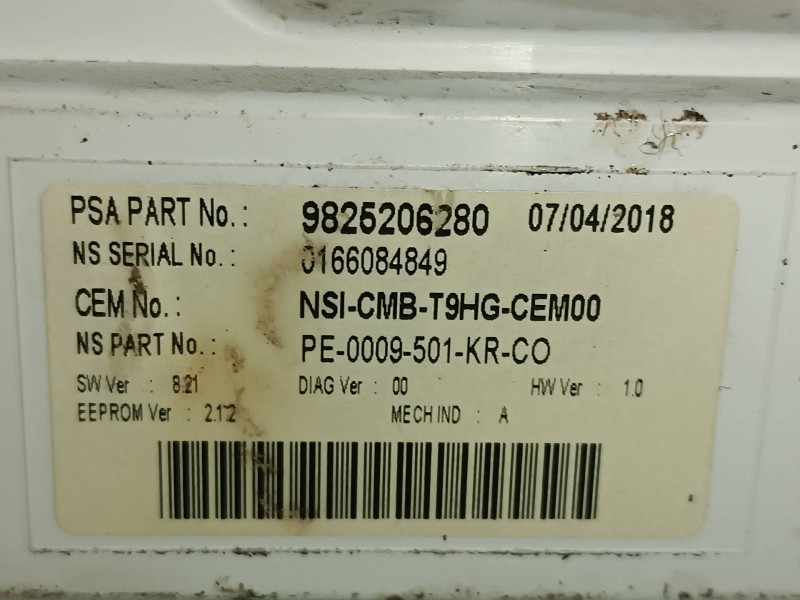 PSA PART No.: 9825206280 07/04/2018
NS SERIAL No.: 0166084849
CEM No.: NSI-CMB-T9HG-CEM00
NS PART No.: PE-0009-501-KR-CO
SW Ver : 8.21 DIAG Ver : 00 HW Ver : 1.0
EEPROM Ver : 2.1.2 MECH IND : A